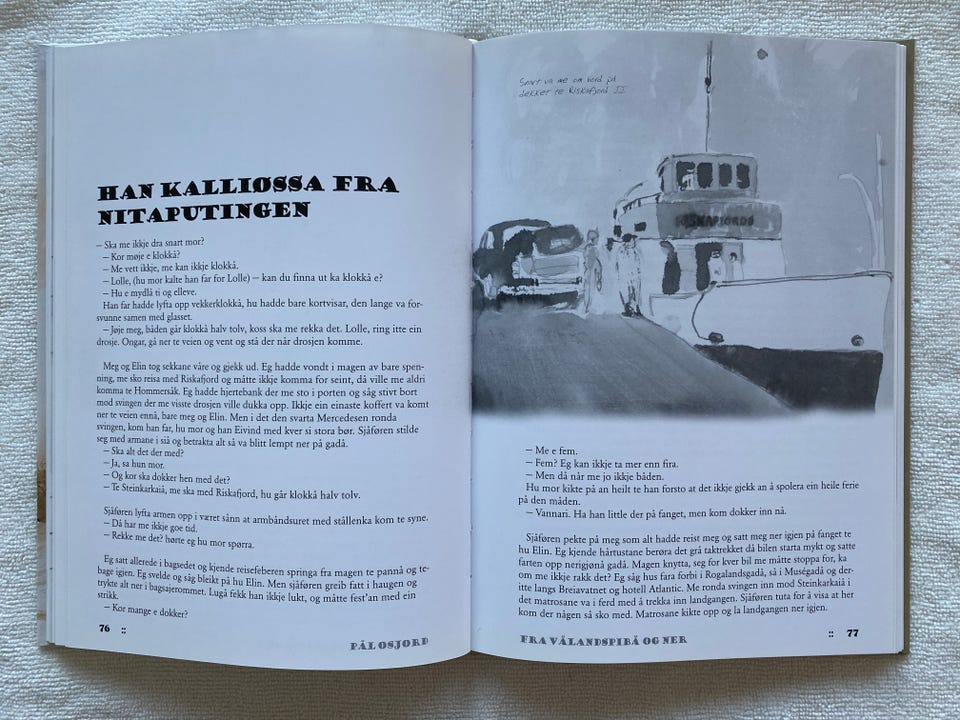 HAN KALLIØSSA FRA
NITAPUTINGEN
– Ska me ikkje dra snart mor?
– Kor møje e klokkå?
– Me vett ikkje, me kan ikkje klokkå.
– Lolle, (hu mor kalte han far for Lolle) – kan du finna ut ka klokkå e?
– Hu e mydlå ti og elleve.
Han far hadde lyfta opp vekkerklokkå, hu hadde bare kortvisar, den lange va for-
svunne samen med glasset.
– Jøje meg, båden går klokkå halv tolv, koss ska me rekka det. Lolle, ring itte ein
drosje. Ongar, gå ner te veien og vent og stå der når drosjen komme.
Meg og Elin tog sekkane våre og gjekk ud. Eg hadde vondt i magen av bare spen-
ning, me sko reisa med Riskafjord og måtte ikkje komma for seint, då ville me aldri
komma te Hommersåk. Eg hadde hjertebank der me sto i porten og såg stivt bort
mod svingen der me visste drosjen ville dukka opp. Ikkje ein einaste koffert va komt
ner te veien ennå, bare meg og Elin. Men i det den svarta Mercedesen ronda
svingen, kom han far, hu mor og han Eivind med kver si stora bør. Sjåføren stilde
seg med armane i siå og betrakta alt så va blitt lempt ner på gadå.
– Ska alt det der med?
– Ja, sa hun mor.
– Og kor ska dokker hen med det?
– Te Steinkarkaiå, me ska med Riskafjord, hu går klokkå halv tolv.
Sjåføren lyfta armen opp i været sånn at armbåndsuret med stållenka kom te syne.
– Då har me ikkje goe tid.
– Rekke me det? hørte eg hu mor spørra.
Eg satt allerede i bagsedet og kjende reisefeberen springa fra magen te pannå og te-
bage igjen. Eg svelde og såg bleikt på hu Elin. Men sjåføren greib fatt i haugen og
trykte alt ner i bagsajerommet. Lugå fekk han ikkje lukt, og måtte fest'an med ein
strikk.
– Kor mange e dokker?
76 ::
PÅL OSJORD
Snart va me om bord på
dekket te Riskafjord II
– Me e fem.
– Fem? Eg kan ikkje ta mer enn fira.
– Men då når me jo ikkje båden.
Hu mor kikte på an heilt te han forsto at det ikkje gjekk an å spolera ein heile ferie
på den måden.
– Vannari. Ha han little der på fanget, men kom dokker inn nå.
Sjåføren pekte på meg som alt hadde reist meg og satt meg ner igjen på fanget te
hu Elin. Eg kjende hårtustane berøra det grå taktrekket då bilen starta mykt og satte
farten opp nerigjønå gadå. Magen knytta, seg for kver bil me måtte stoppa for, ka
om me ikkje rakk det? Eg såg hus fara forbi i Rogalandsgadå, så i Muségadå og der-
itte langs Breiavatnet og hotell Atlantic. Me ronda svingen inn mod Steinkarkaiå i
det matrosane va i ferd med å trekka inn landgangen. Sjåføren tuta for å visa at her
kom der någen så sko med. Matrosane kikte opp og la landgangen ner igjen.
:: 77
FRA VÅLANDSPIBÅ OG NER